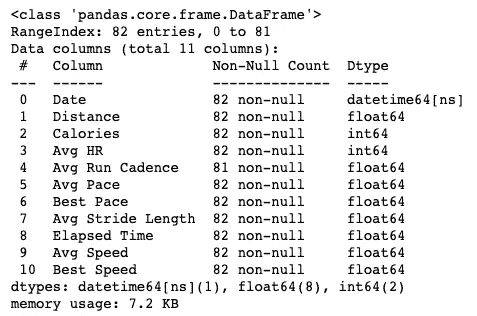 <class 'pandas.core.frame.DataFrame'>
RangeIndex: 82 entries, 0 to 81
Data columns (total 11 columns):
 #   Column             Non-Null Count  Dtype
---  ------             --------------  -----
 0   Date               82 non-null     datetime64[ns]
 1   Distance           82 non-null     float64
 2   Calories           82 non-null     int64
 3   Avg HR             82 non-null     int64
 4   Avg Run Cadence    81 non-null     float64
 5   Avg Pace           82 non-null     float64
 6   Best Pace          82 non-null     float64
 7   Avg Stride Length  82 non-null     float64
 8   Elapsed Time       82 non-null     float64
 9   Avg Speed          82 non-null     float64
 10  Best Speed         82 non-null     float64
dtypes: datetime64[ns](1), float64(8), int64(2)
memory usage: 7.2 KB